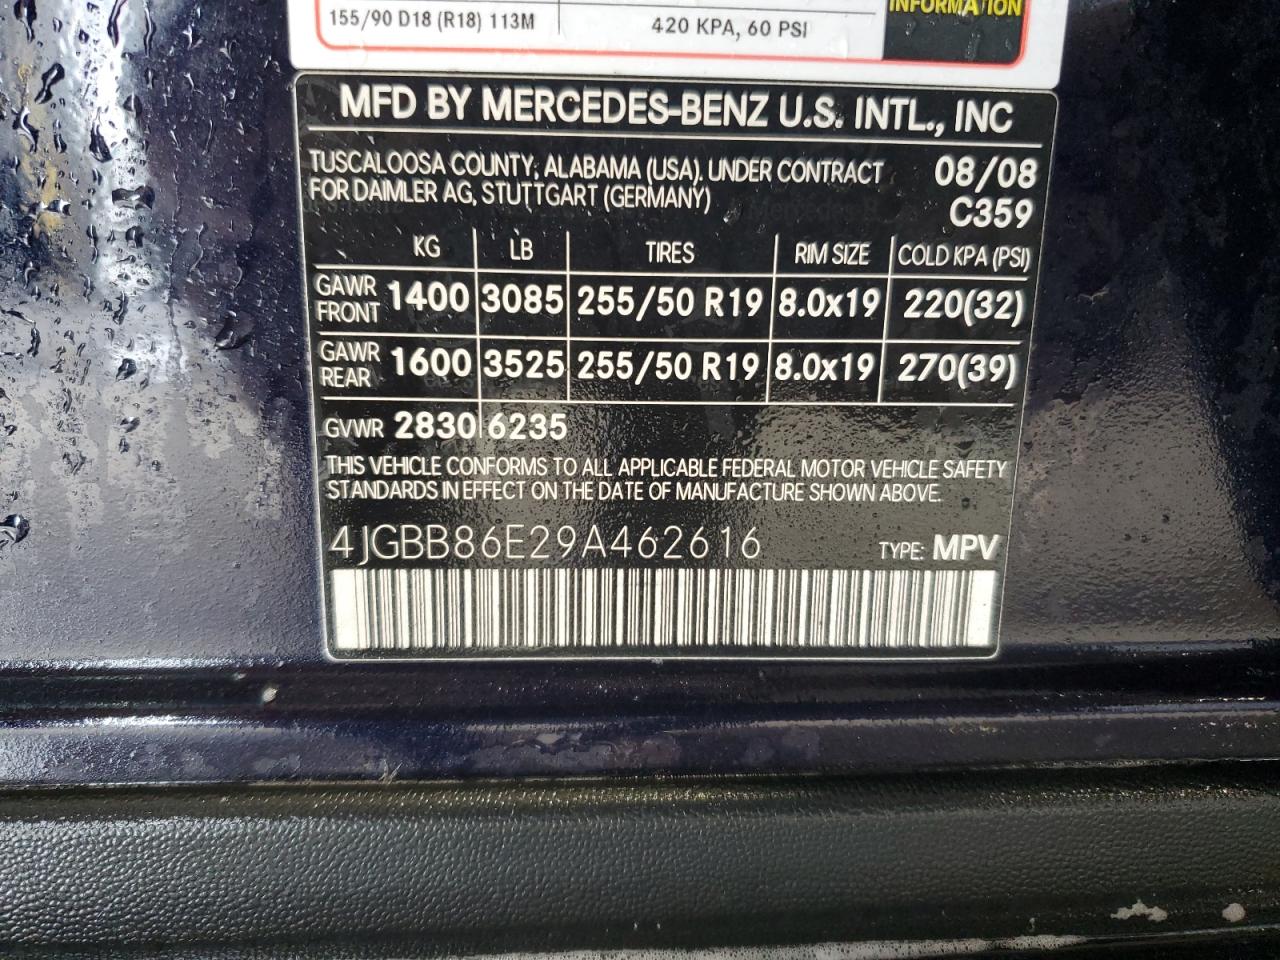 155/90 D18 (R18) 113M 420 KPA, 60 PSI INFORMATION
MFD BY MERCEDES-BENZ U.S. INTL., INC
TUSCALOOSA COUNTY, ALABAMA (USA). UNDER CONTRACT 08/08
FOR DAIMLER AG, STUTTGART (GERMANY) C359
KG LB TIRES RIM SIZE COLD KPA (PSI)
GAWR FRONT 1400 3085 255/50 R19 8.0x19 220(32)
GAWR REAR 1600 3525 255/50 R19 8.0x19 270(39)
GVWR 2830 6235
THIS VEHICLE CONFORMS TO ALL APPLICABLE FEDERAL MOTOR VEHICLE SAFETY
STANDARDS IN EFFECT ON THE DATE OF MANUFACTURE SHOWN ABOVE.
4JGBB86E29A462616 TYPE: MPV